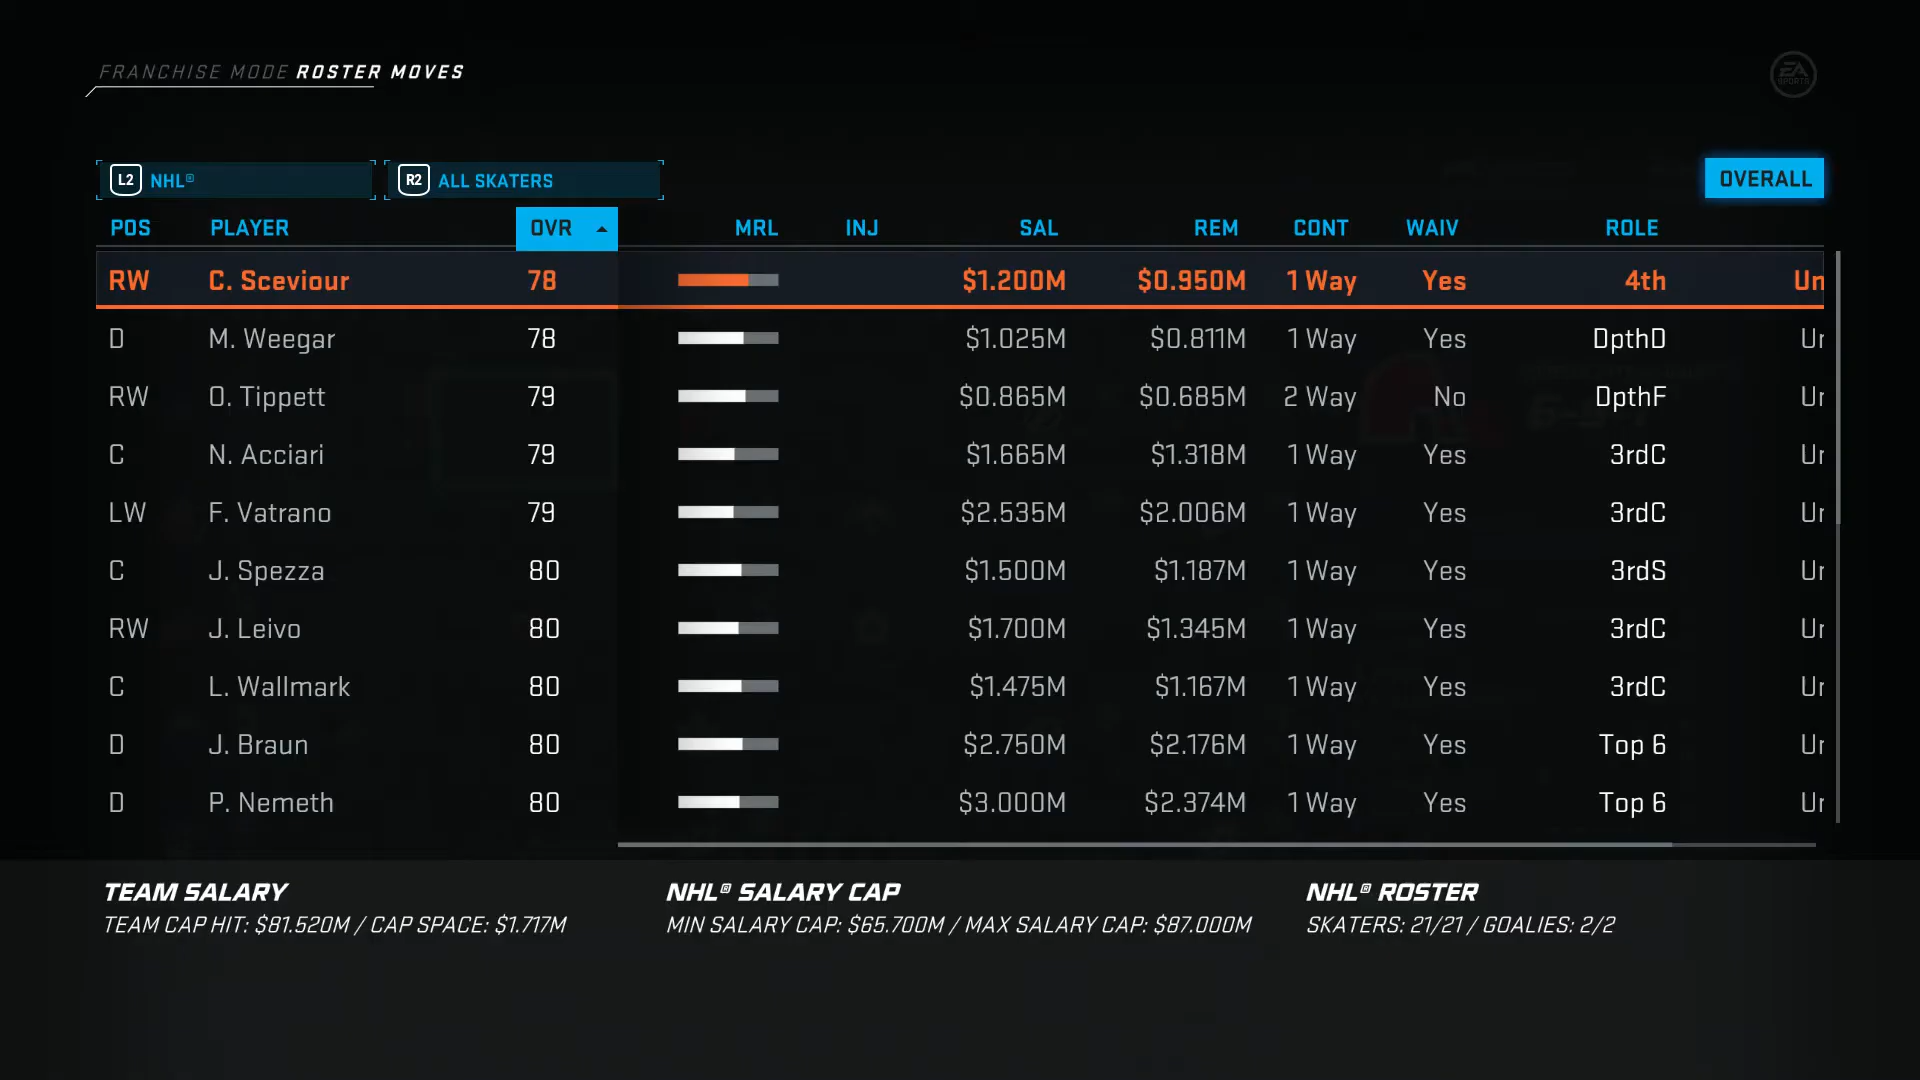 FRANCHISE MODE ROSTER MOVES
EA SPORTS
L2 NHL® R2 ALL SKATERS OVERALL
POS PLAYER OVR MRL INJ SAL REM CONT WAIV ROLE
RW C. Sceviour 78 $1.200M $0.950M 1 Way Yes 4th Un
D M. Weegar 78 $1.025M $0.811M 1 Way Yes DpthD Ur
RW O. Tippett 79 $0.865M $0.685M 2 Way No DpthF Ur
C N. Acciari 79 $1.665M $1.318M 1 Way Yes 3rdC Ur
LW F. Vatrano 79 $2.535M $2.006M 1 Way Yes 3rdC Ur
C J. Spezza 80 $1.500M $1.187M 1 Way Yes 3rdS Ur
RW J. Leivo 80 $1.700M $1.345M 1 Way Yes 3rdC Ur
C L. Wallmark 80 $1.475M $1.167M 1 Way Yes 3rdC Ur
D J. Braun 80 $2.750M $2.176M 1 Way Yes Top 6 Ur
D P. Nemeth 80 $3.000M $2.374M 1 Way Yes Top 6 Ur
TEAM SALARY
TEAM CAP HIT: $81.520M / CAP SPACE: $1.717M
NHL® SALARY CAP
MIN SALARY CAP: $65.700M / MAX SALARY CAP: $87.000M
NHL® ROSTER
SKATERS: 21/21 / GOALIES: 2/2